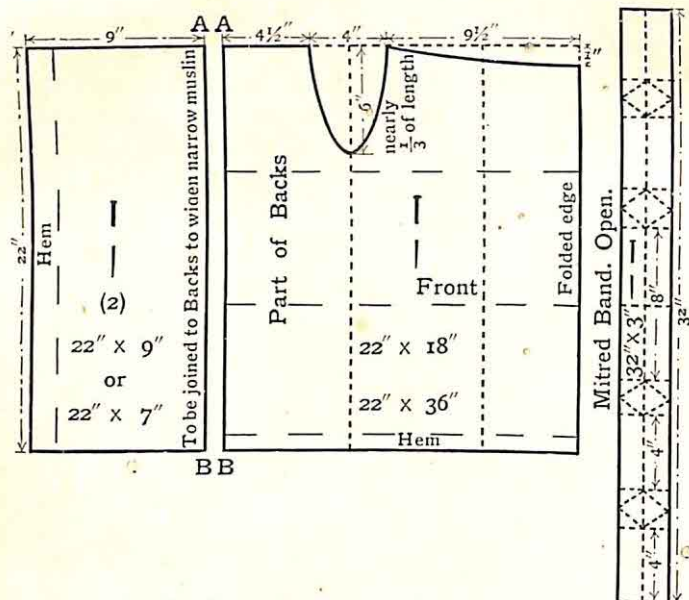 9″
A A
4½″
4″
9½″
½″
22″
Hem
(2)
22″ X 9″
or
22″ X 7″
To be joined to Backs to widen narrow muslin
B B
Part of Backs
6″
nearly
1/3 of length
Front
22″ X 18″
22″ X 36″
Hem
Folded edge
Mitred Band. Open.
32″ X 3″
8″
4″
4″
32″